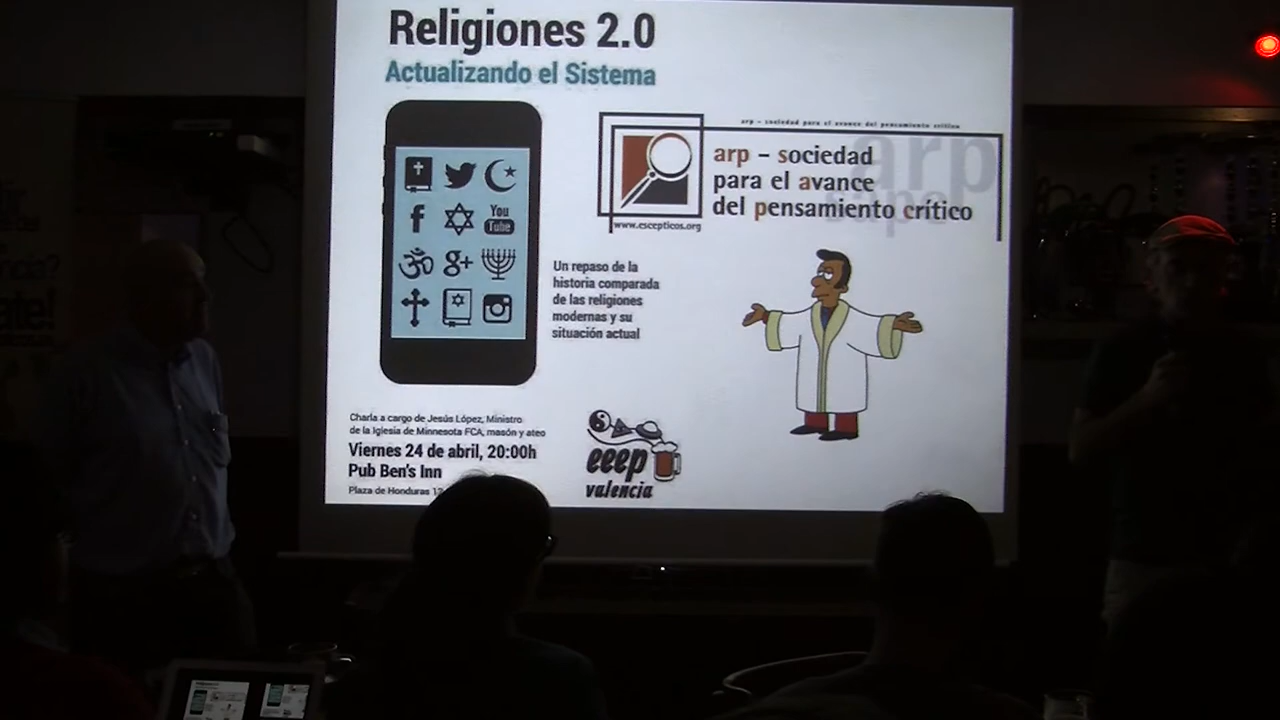 Religiones 2.0
Actualizando el Sistema
arp - sociedad para el avance del pensamiento crítico
arp – sociedad
para el avance
del pensamiento crítico
arp
sapc
www.escepticos.org
f
You
Tube
g+
Un repaso de la
historia comparada
de las religiones
modernas y su
situación actual
Charla a cargo de Jesús López, Ministro
de la Iglesia de Minnesota FCA, masón y ateo
Viernes 24 de abril, 20:00h
Pub Ben's Inn
Plaza de Honduras
eeep
valencia